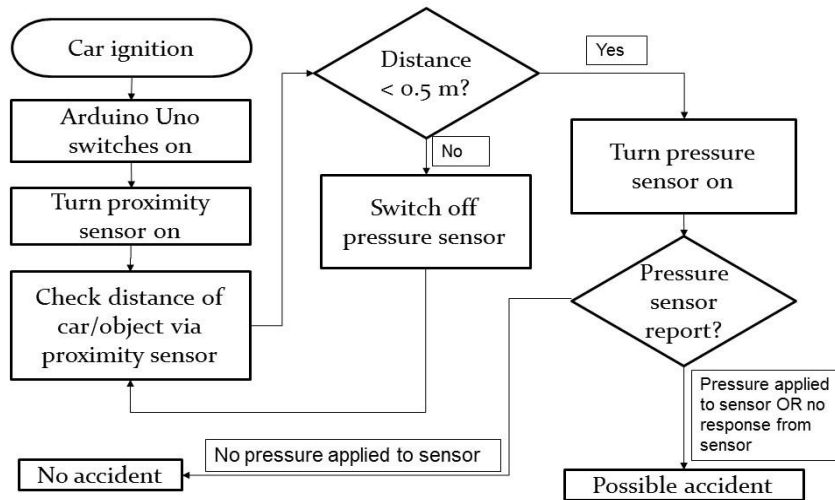 Car ignition
Arduino Uno
switches on
Turn proximity
sensor on
Check distance of
car/object via
proximity sensor
Distance
< 0.5 m?
Yes
No
Switch off
pressure sensor
Turn pressure
sensor on
Pressure
sensor
report?
Pressure applied
to sensor OR no
response from
sensor
No pressure applied to sensor
No accident
Possible accident